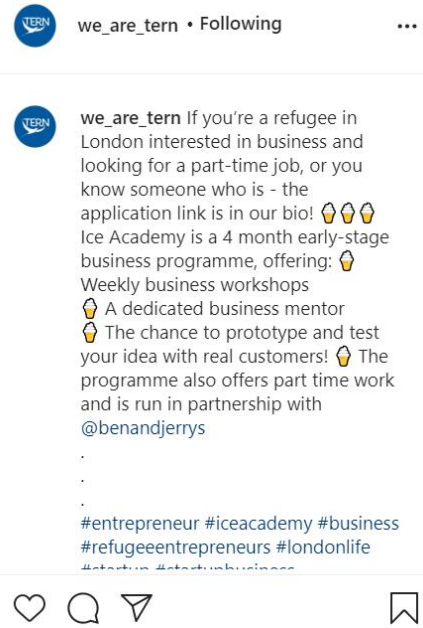 TERN
we_are_tern • Following
TERN
we_are_tern If you're a refugee in
London interested in business and
looking for a part-time job, or you
know someone who is - the
application link is in our bio! 🍦🍦🍦
Ice Academy is a 4 month early-stage
business programme, offering: 🍦
Weekly business workshops
🍦 A dedicated business mentor
🍦 The chance to prototype and test
your idea with real customers! 🍦 The
programme also offers part time work
and is run in partnership with
@benandjerrys
.
.
.
#entrepreneur #iceacademy #business
#refugeeentrepreneurs #londonlife
#startup #startupbusiness